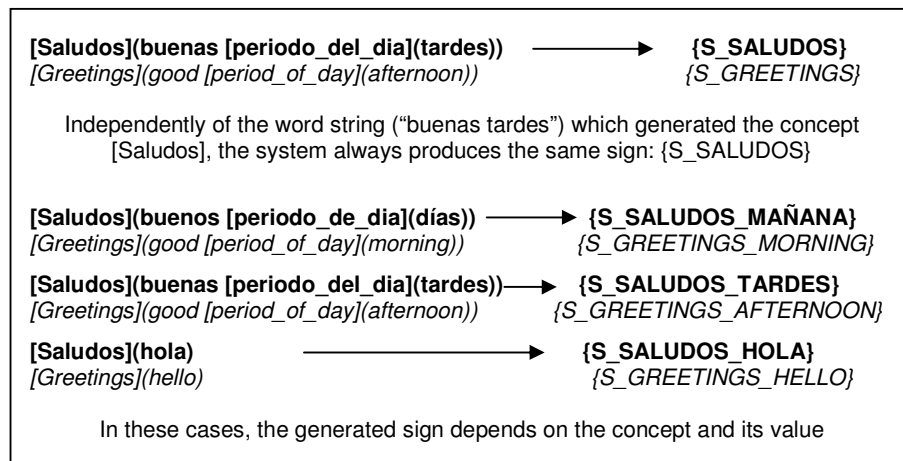 [Saludos](buenas [periodo_del_dia](tardes)) {S_SALUDOS}
[Greetings](good [period_of_day](afternoon)) {S_GREETINGS}
Independently of the word string (“buenas tardes”) which generated the concept
[Saludos], the system always produces the same sign: {S_SALUDOS}
[Saludos](buenos [periodo_de_dia](días)) {S_SALUDOS_MAÑANA}
[Greetings](good [period_of_day](morning)) {S_GREETINGS_MORNING}
[Saludos](buenas [periodo_del_dia](tardes)) {S_SALUDOS_TARDES}
[Greetings](good [period_of_day](afternoon)) {S_GREETINGS_AFTERNOON}
[Saludos](hola) {S_SALUDOS_HOLA}
[Greetings](hello) {S_GREETINGS_HELLO}
In these cases, the generated sign depends on the concept and its value